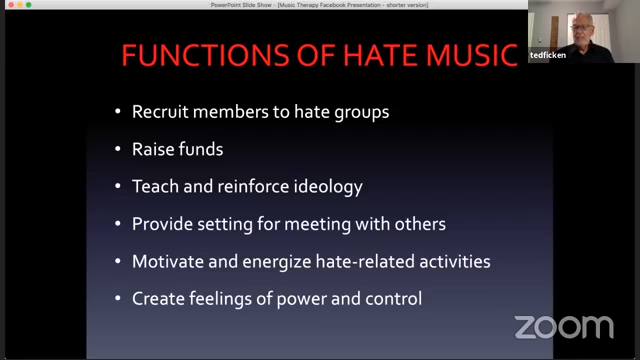 PowerPoint Slide Show - [Music Therapy Facebook Presentation - shorter version]
FUNCTIONS OF HATE MUSIC
tedficken
• Recruit members to hate groups
• Raise funds
• Teach and reinforce ideology
• Provide setting for meeting with others
• Motivate and energize hate-related activities
• Create feelings of power and control
zoom